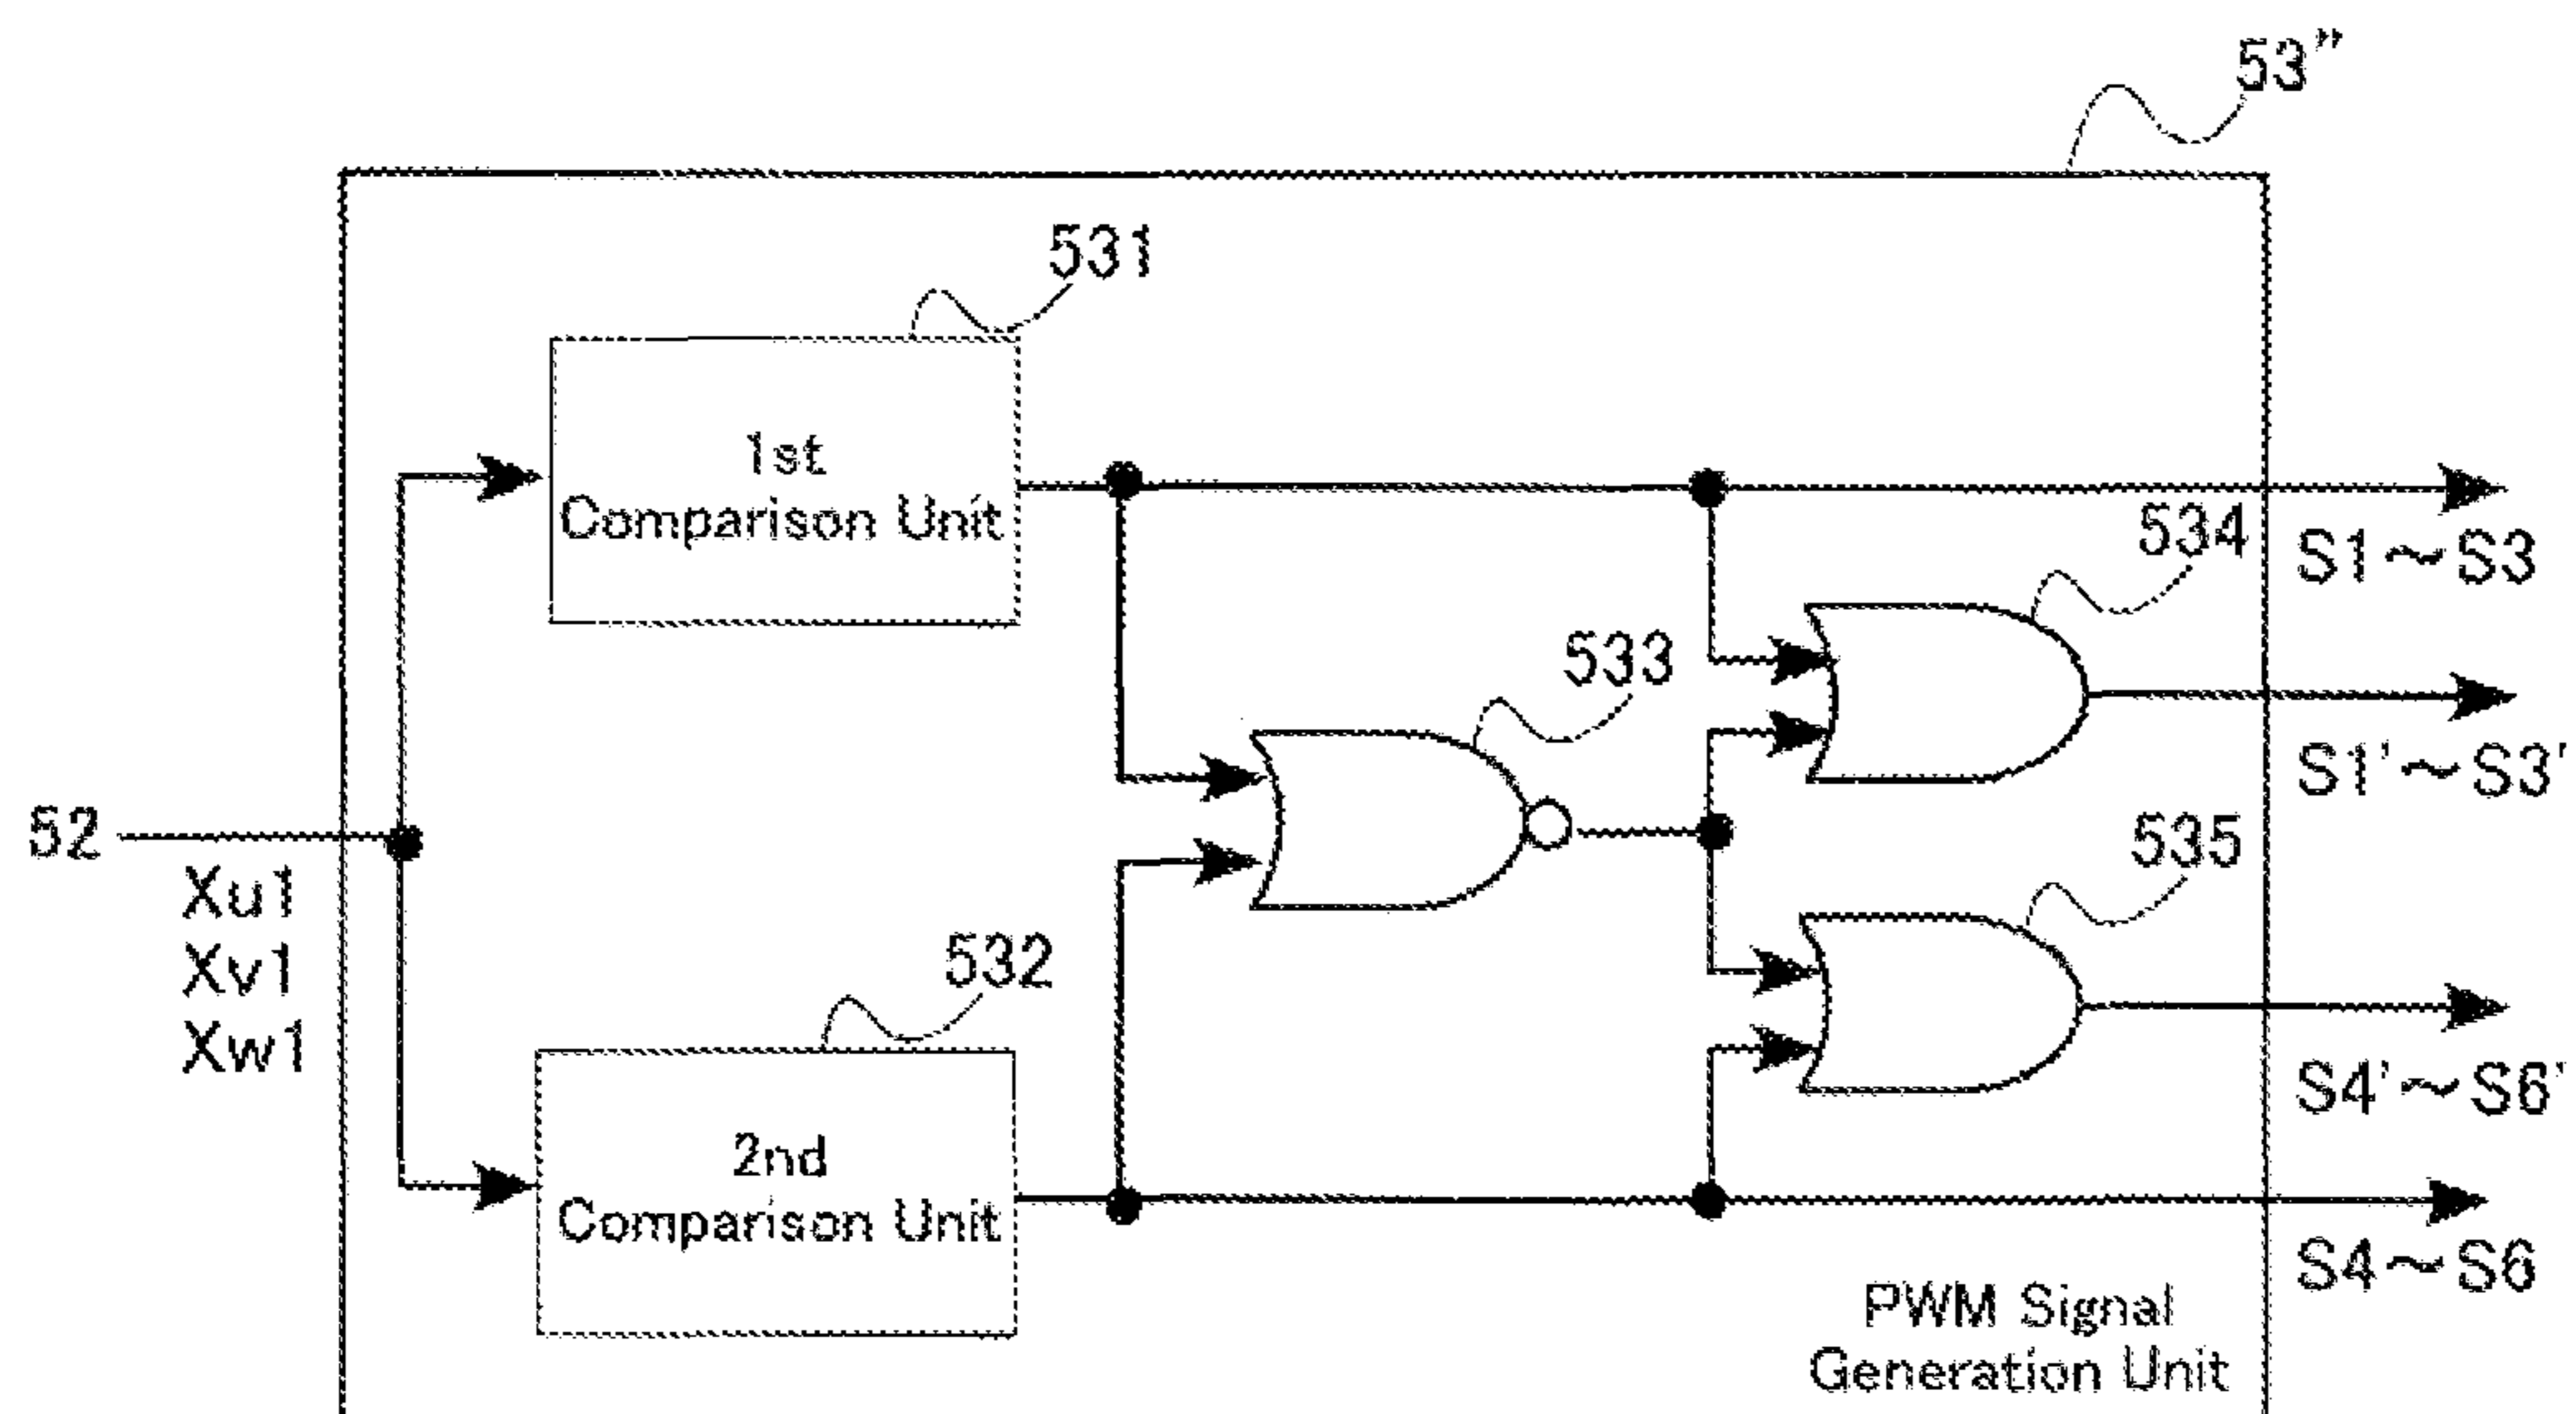 53”
531
1st
Comparison Unit
534
S1～S3
533
S1'～S3'
52
Xu1
Xv1
Xw1
535
532
S4'～S6'
2nd
Comparison Unit
S4～S6
PWM Signal
Generation Unit